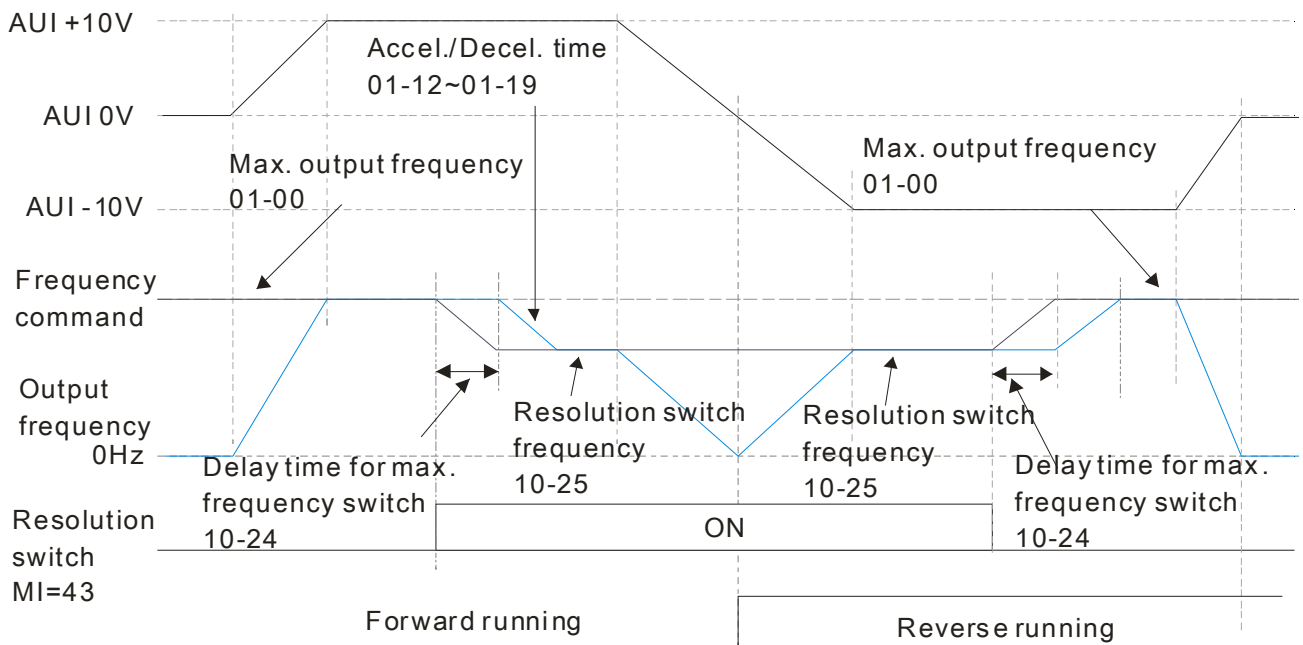 AUI +10V
Accel./Decel. time
01-12~01-19
AUI 0V
Max. output frequency
01-00
Max. output frequency
01-00
AUI -10V
Frequency
command
Output
frequency
0Hz
Resolution switch
frequency
10-25
Resolution switch
frequency
10-25
Delay time for max.
frequency switch
10-24
Delay time for max.
frequency switch
10-24
Resolution
switch
MI=43
ON
Forward running
Reverse running